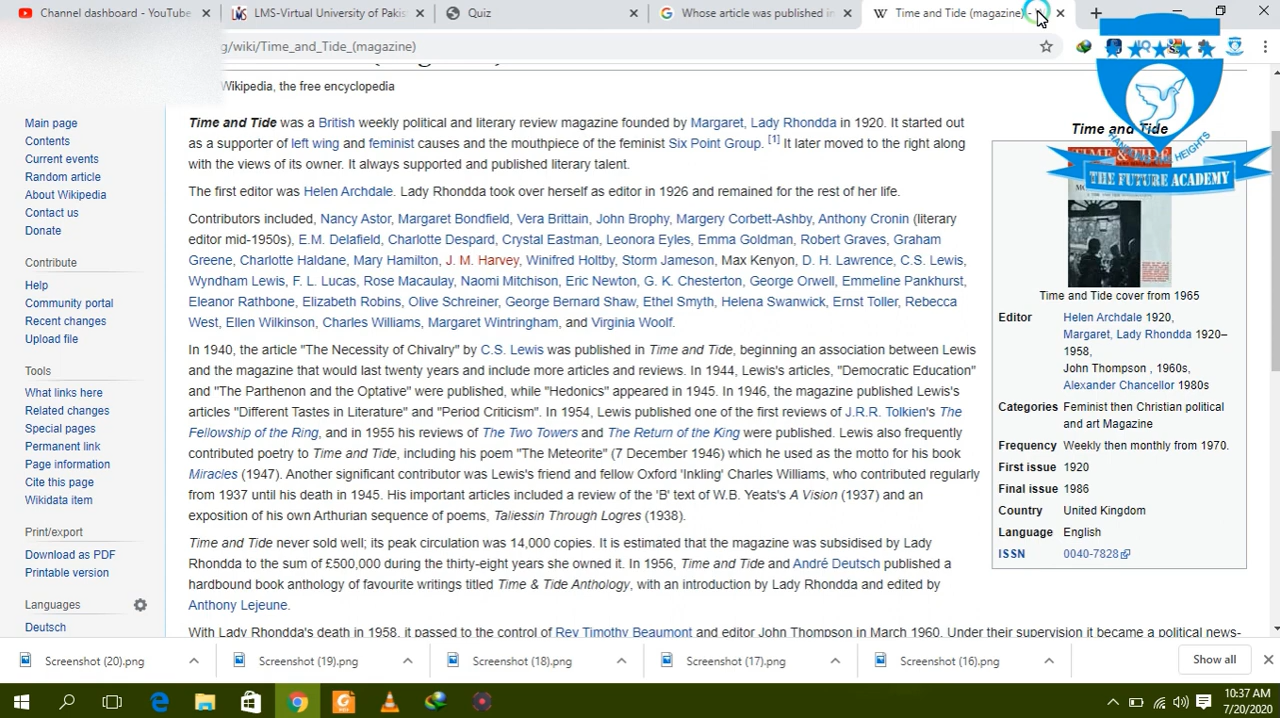 Channel dashboard - YouTube
LMS-Virtual University of Pakis
Quiz
Whose article was published in
Time and Tide (magazine) -
g/wiki/Time_and_Tide_(magazine)
Wikipedia, the free encyclopedia
Main page
Contents
Current events
Random article
About Wikipedia
Contact us
Donate
Contribute
Help
Community portal
Recent changes
Upload file
Tools
What links here
Related changes
Special pages
Permanent link
Page information
Cite this page
Wikidata item
Print/export
Download as PDF
Printable version
Languages
Deutsch
Time and Tide was a British weekly political and literary review magazine founded by Margaret, Lady Rhondda in 1920. It started out
as a supporter of left wing and feminist causes and the mouthpiece of the feminist Six Point Group. [1] It later moved to the right along
with the views of its owner. It always supported and published literary talent.
The first editor was Helen Archdale. Lady Rhondda took over herself as editor in 1926 and remained for the rest of her life.
Contributors included, Nancy Astor, Margaret Bondfield, Vera Brittain, John Brophy, Margery Corbett-Ashby, Anthony Cronin (literary
editor mid-1950s), E.M. Delafield, Charlotte Despard, Crystal Eastman, Leonora Eyles, Emma Goldman, Robert Graves, Graham
Greene, Charlotte Haldane, Mary Hamilton, J. M. Harvey, Winifred Holtby, Storm Jameson, Max Kenyon, D. H. Lawrence, C.S. Lewis,
Wyndham Lewis, F. L. Lucas, Rose Macaulay, Naomi Mitchison, Eric Newton, G. K. Chesterton, George Orwell, Emmeline Pankhurst,
Eleanor Rathbone, Elizabeth Robins, Olive Schreiner, George Bernard Shaw, Ethel Smyth, Helena Swanwick, Ernst Toller, Rebecca
West, Ellen Wilkinson, Charles Williams, Margaret Wintringham, and Virginia Woolf.
In 1940, the article "The Necessity of Chivalry" by C.S. Lewis was published in Time and Tide, beginning an association between Lewis
and the magazine that would last twenty years and include more articles and reviews. In 1944, Lewis's articles, "Democratic Education"
and "The Parthenon and the Optative" were published, while "Hedonics" appeared in 1945. In 1946, the magazine published Lewis's
articles "Different Tastes in Literature" and "Period Criticism". In 1954, Lewis published one of the first reviews of J.R.R. Tolkien's The
Fellowship of the Ring, and in 1955 his reviews of The Two Towers and The Return of the King were published. Lewis also frequently
contributed poetry to Time and Tide, including his poem "The Meteorite" (7 December 1946) which he used as the motto for his book
Miracles (1947). Another significant contributor was Lewis's friend and fellow Oxford 'Inkling' Charles Williams, who contributed regularly
from 1937 until his death in 1945. His important articles included a review of the 'B' text of W.B. Yeats's A Vision (1937) and an
exposition of his own Arthurian sequence of poems, Taliessin Through Logres (1938).
Time and Tide never sold well; its peak circulation was 14,000 copies. It is estimated that the magazine was subsidised by Lady
Rhondda to the sum of £500,000 during the thirty-eight years she owned it. In 1956, Time and Tide and André Deutsch published a
hardbound book anthology of favourite writings titled Time & Tide Anthology, with an introduction by Lady Rhondda and edited by
Anthony Lejeune.
With Lady Rhondda's death in 1958, it passed to the control of Rev Timothy Beaumont and editor John Thompson in March 1960. Under their supervision it became a political news-
Time and Tide
TIME & TIDE
THE FUTURE ACADEMY
Time and Tide cover from 1965
Editor Helen Archdale 1920,
Margaret, Lady Rhondda 1920–
1958,
John Thompson , 1960s,
Alexander Chancellor 1980s
Categories Feminist then Christian political
and art Magazine
Frequency Weekly then monthly from 1970.
First issue 1920
Final issue 1986
Country United Kingdom
Language English
ISSN 0040-7828
Screenshot (20).png
Screenshot (19).png
Screenshot (18).png
Screenshot (17).png
Screenshot (16).png
Show all
10:37 AM
7/20/2020